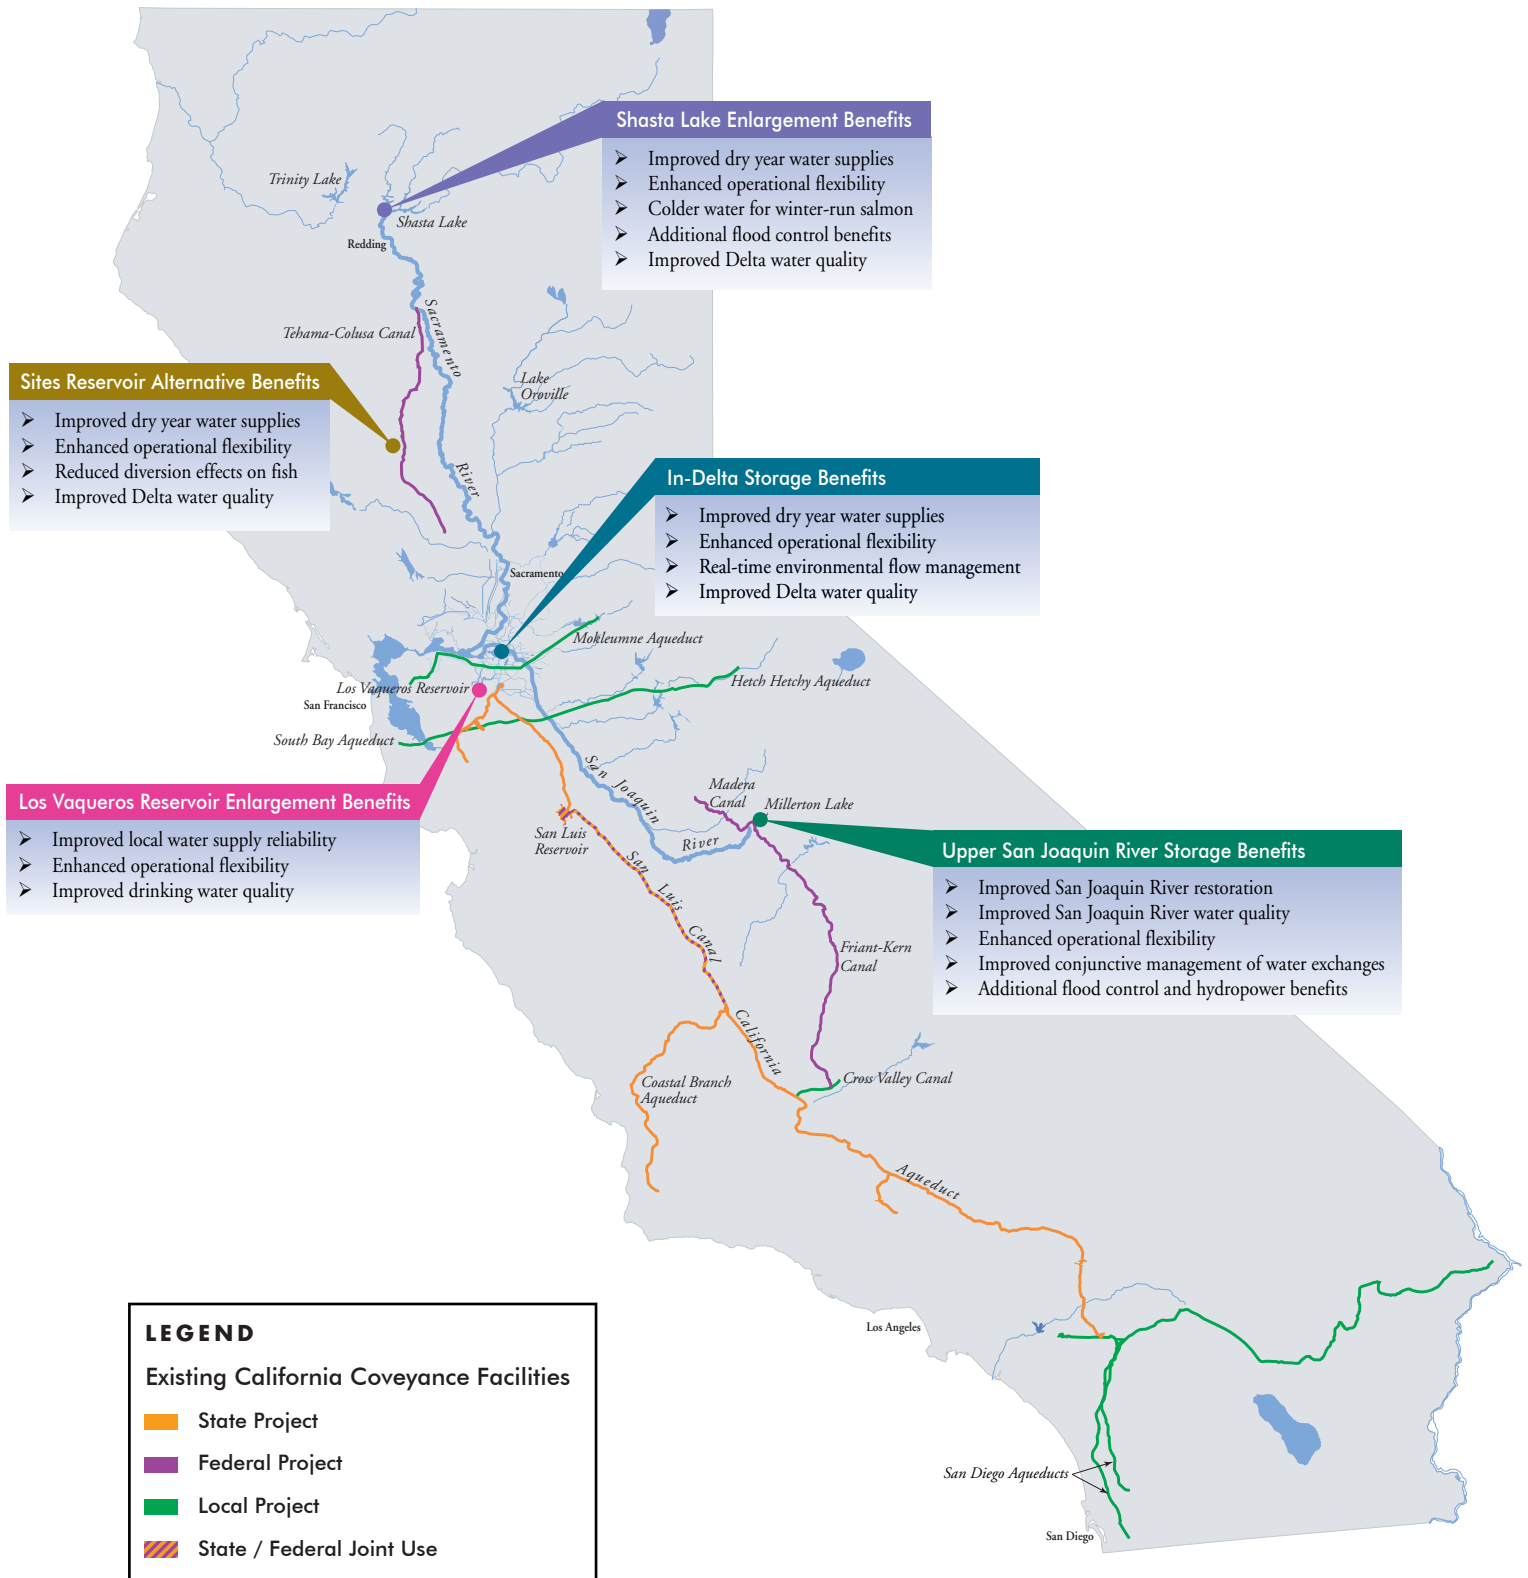 Shasta Lake Enlargement Benefits
➢ Improved dry year water supplies
➢ Enhanced operational flexibility
➢ Colder water for winter-run salmon
➢ Additional flood control benefits
➢ Improved Delta water quality
Trinity Lake
Shasta Lake
Redding
Sacramento
River
Tehama-Colusa Canal
Lake
Oroville
Sites Reservoir Alternative Benefits
➢ Improved dry year water supplies
➢ Enhanced operational flexibility
➢ Reduced diversion effects on fish
➢ Improved Delta water quality
In-Delta Storage Benefits
➢ Improved dry year water supplies
➢ Enhanced operational flexibility
➢ Real-time environmental flow management
➢ Improved Delta water quality
Sacramento
Mokleumne Aqueduct
Hetch Hetchy Aqueduct
Los Vaqueros Reservoir
San Francisco
South Bay Aqueduct
Los Vaqueros Reservoir Enlargement Benefits
➢ Improved local water supply reliability
➢ Enhanced operational flexibility
➢ Improved drinking water quality
San Joaquin
River
Madera
Canal
Millerton Lake
San Luis
Reservoir
San Luis Canal
Upper San Joaquin River Storage Benefits
➢ Improved San Joaquin River restoration
➢ Improved San Joaquin River water quality
➢ Enhanced operational flexibility
➢ Improved conjunctive management of water exchanges
➢ Additional flood control and hydropower benefits
Friant-Kern
Canal
California
Aqueduct
Coastal Branch
Aqueduct
Cross Valley Canal
Los Angeles
San Diego Aqueducts
San Diego
LEGEND
Existing California Coveyance Facilities
State Project
Federal Project
Local Project
State / Federal Joint Use